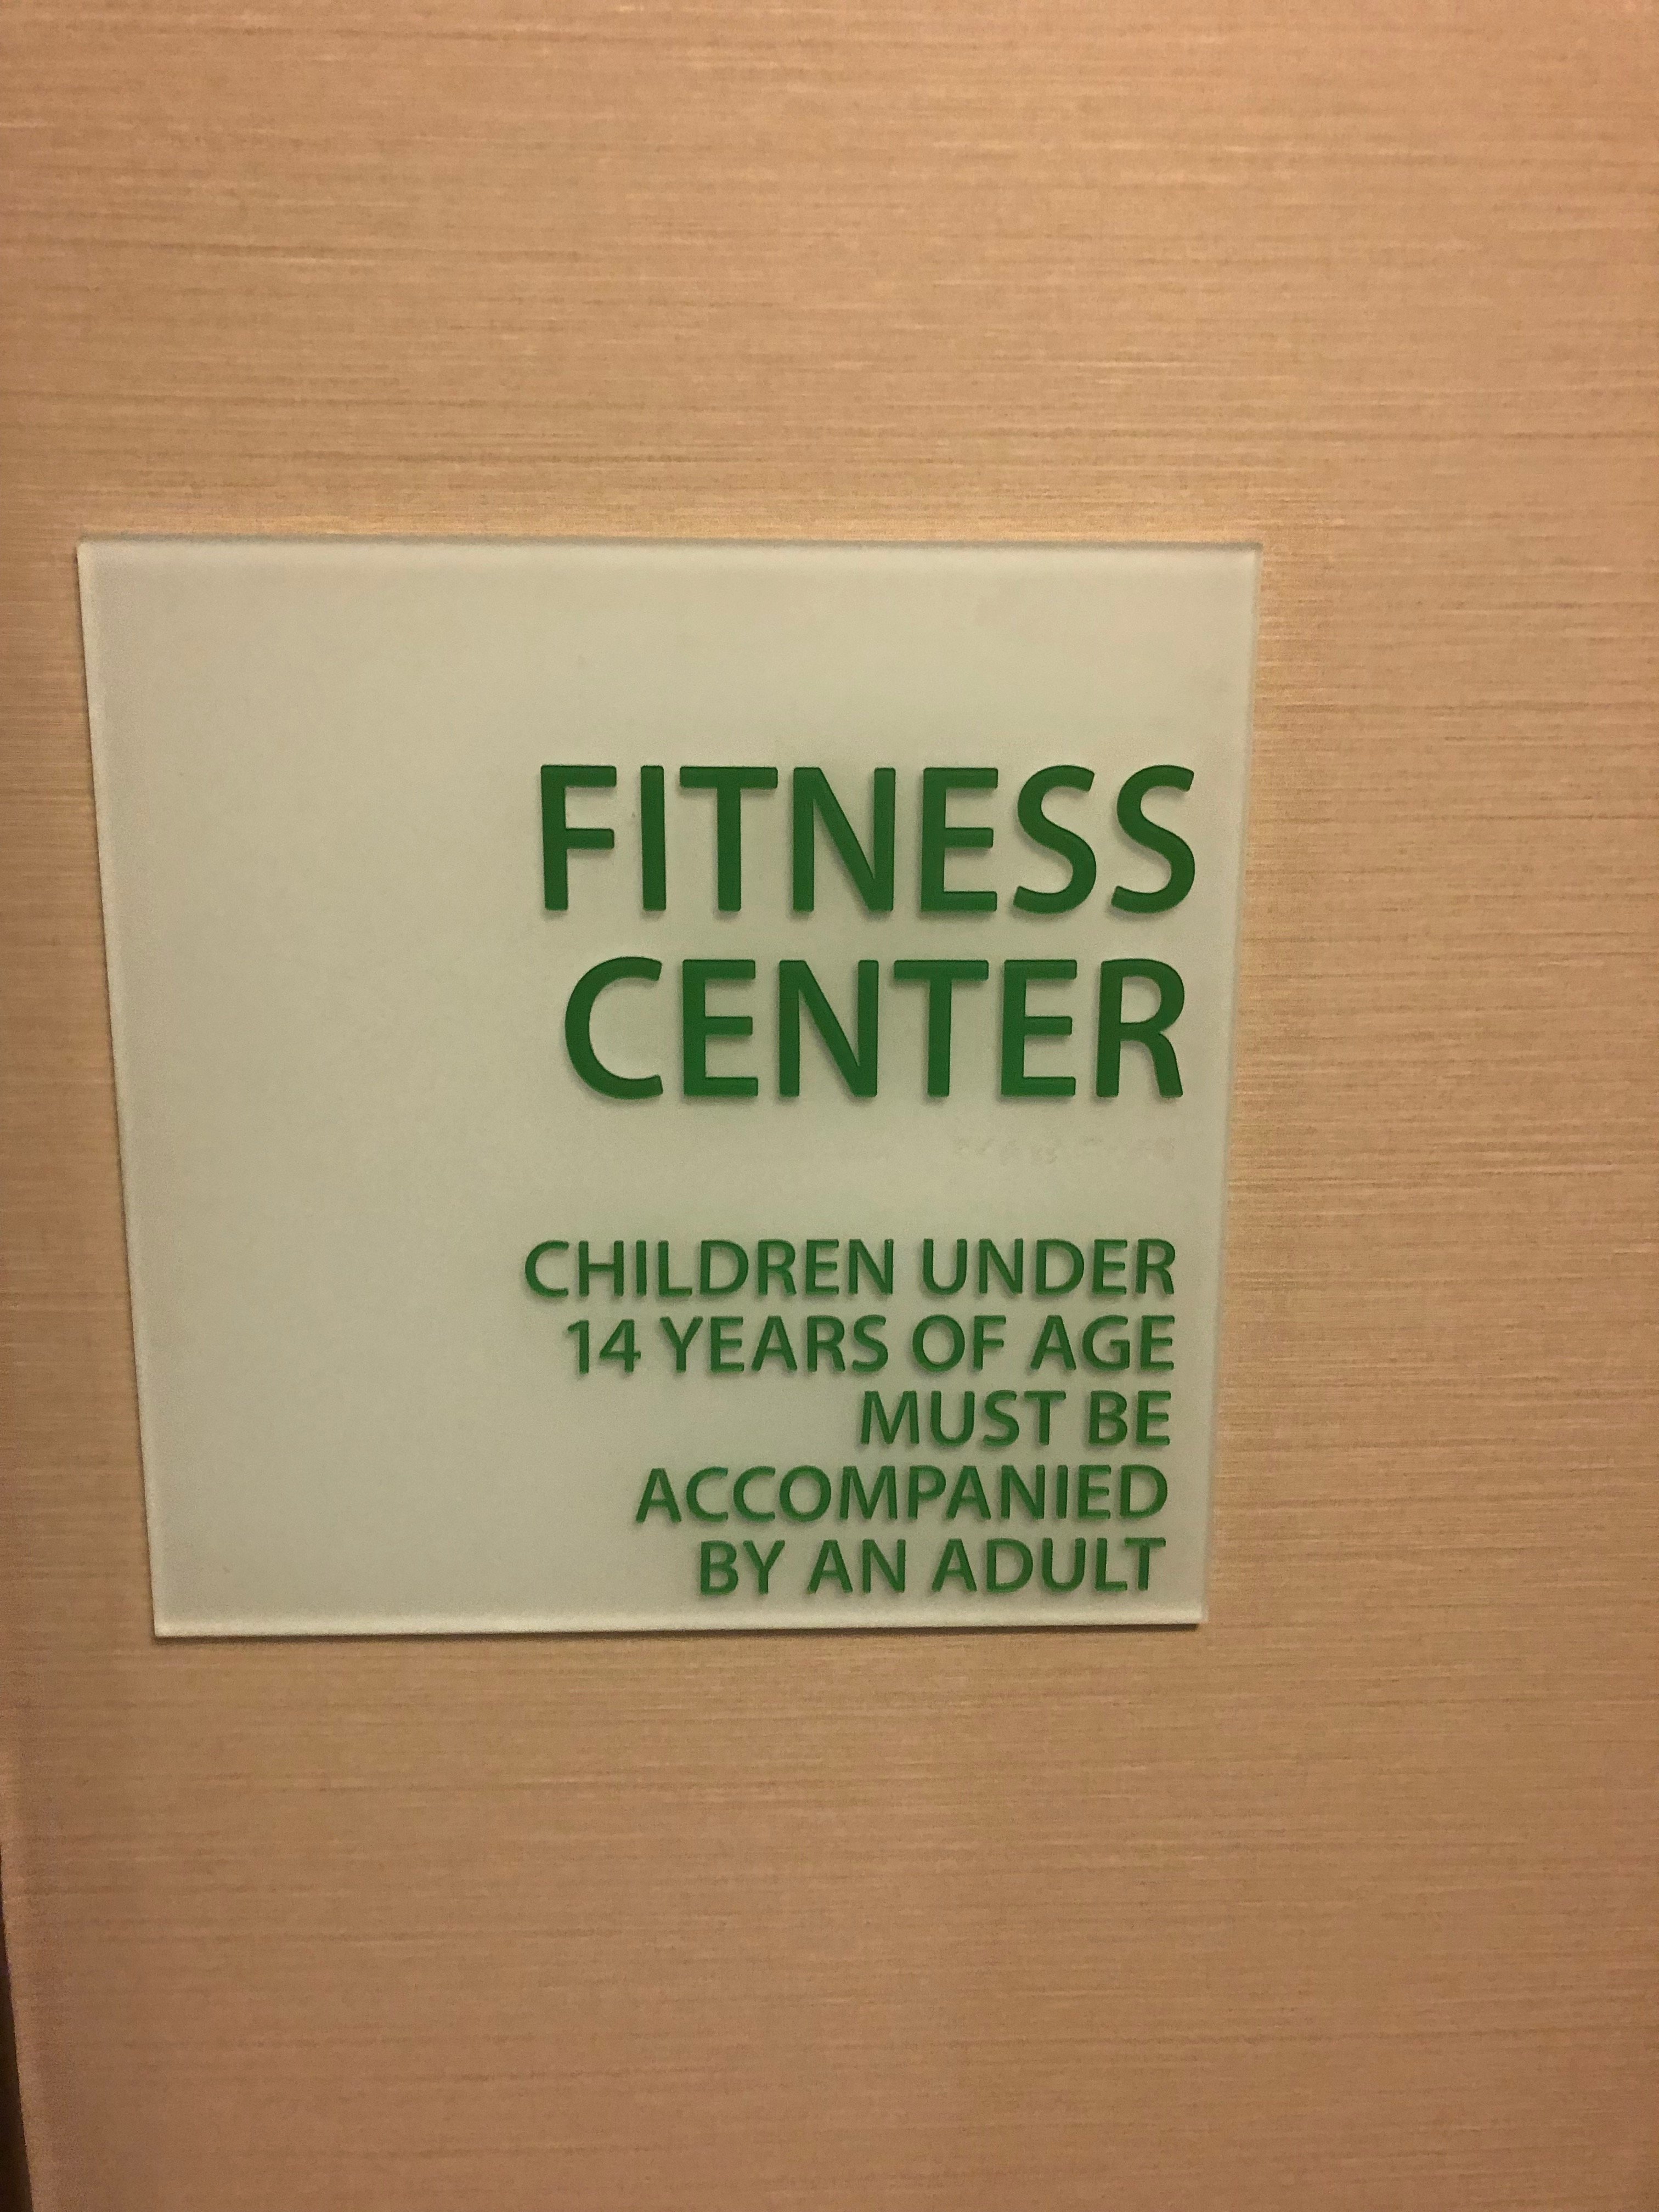 FITNESS
CENTER
CHILDREN UNDER
14 YEARS OF AGE
MUST BE
ACCOMPANIED
BY AN ADULT